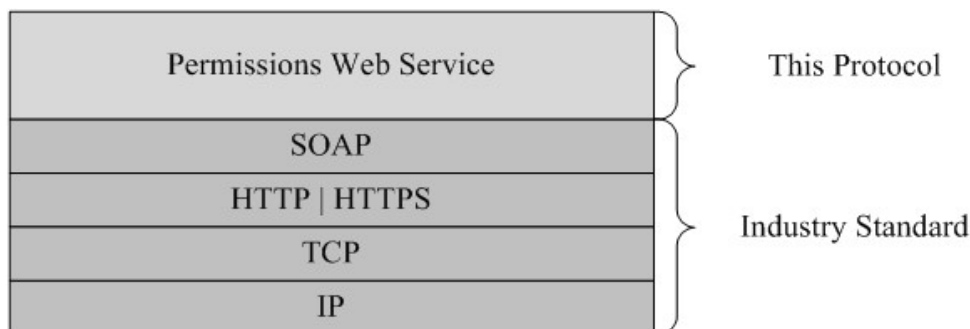 Permissions Web Service
This Protocol
SOAP
HTTP | HTTPS
Industry Standard
TCP
IP